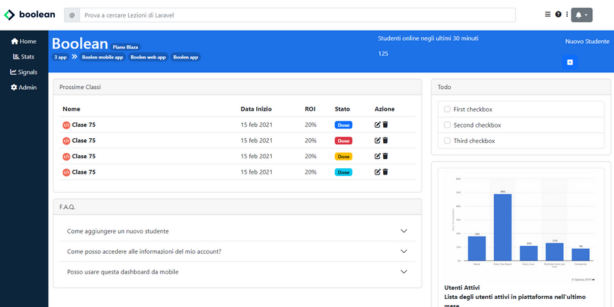 boolean
@ Prova a cercare Lezioni di Laravel
Home
Stats
Signals
Admin
Boolean Piano Blaze
3 app Boolen mobile app Boolen web app Boolen app
Studenti online negli ultimi 30 minuti
125
Nuovo Studente
Prossime Classi
Nome Data Inizio ROI Stato Azione
Clase 75 15 feb 2021 20% Done
Clase 75 15 feb 2021 20% Done
Clase 75 15 feb 2021 20% Done
Clase 75 15 feb 2021 20% Done
F.A.Q.
Come aggiungere un nuovo studente
Come posso accedere alle informazioni del mio account?
Posso usare questa dashboard da mobile
Todo
First checkbox
Second checkbox
Third checkbox
Utenti Attivi
Lista degli utenti attivi in piattaforma nell'ultimo
mese